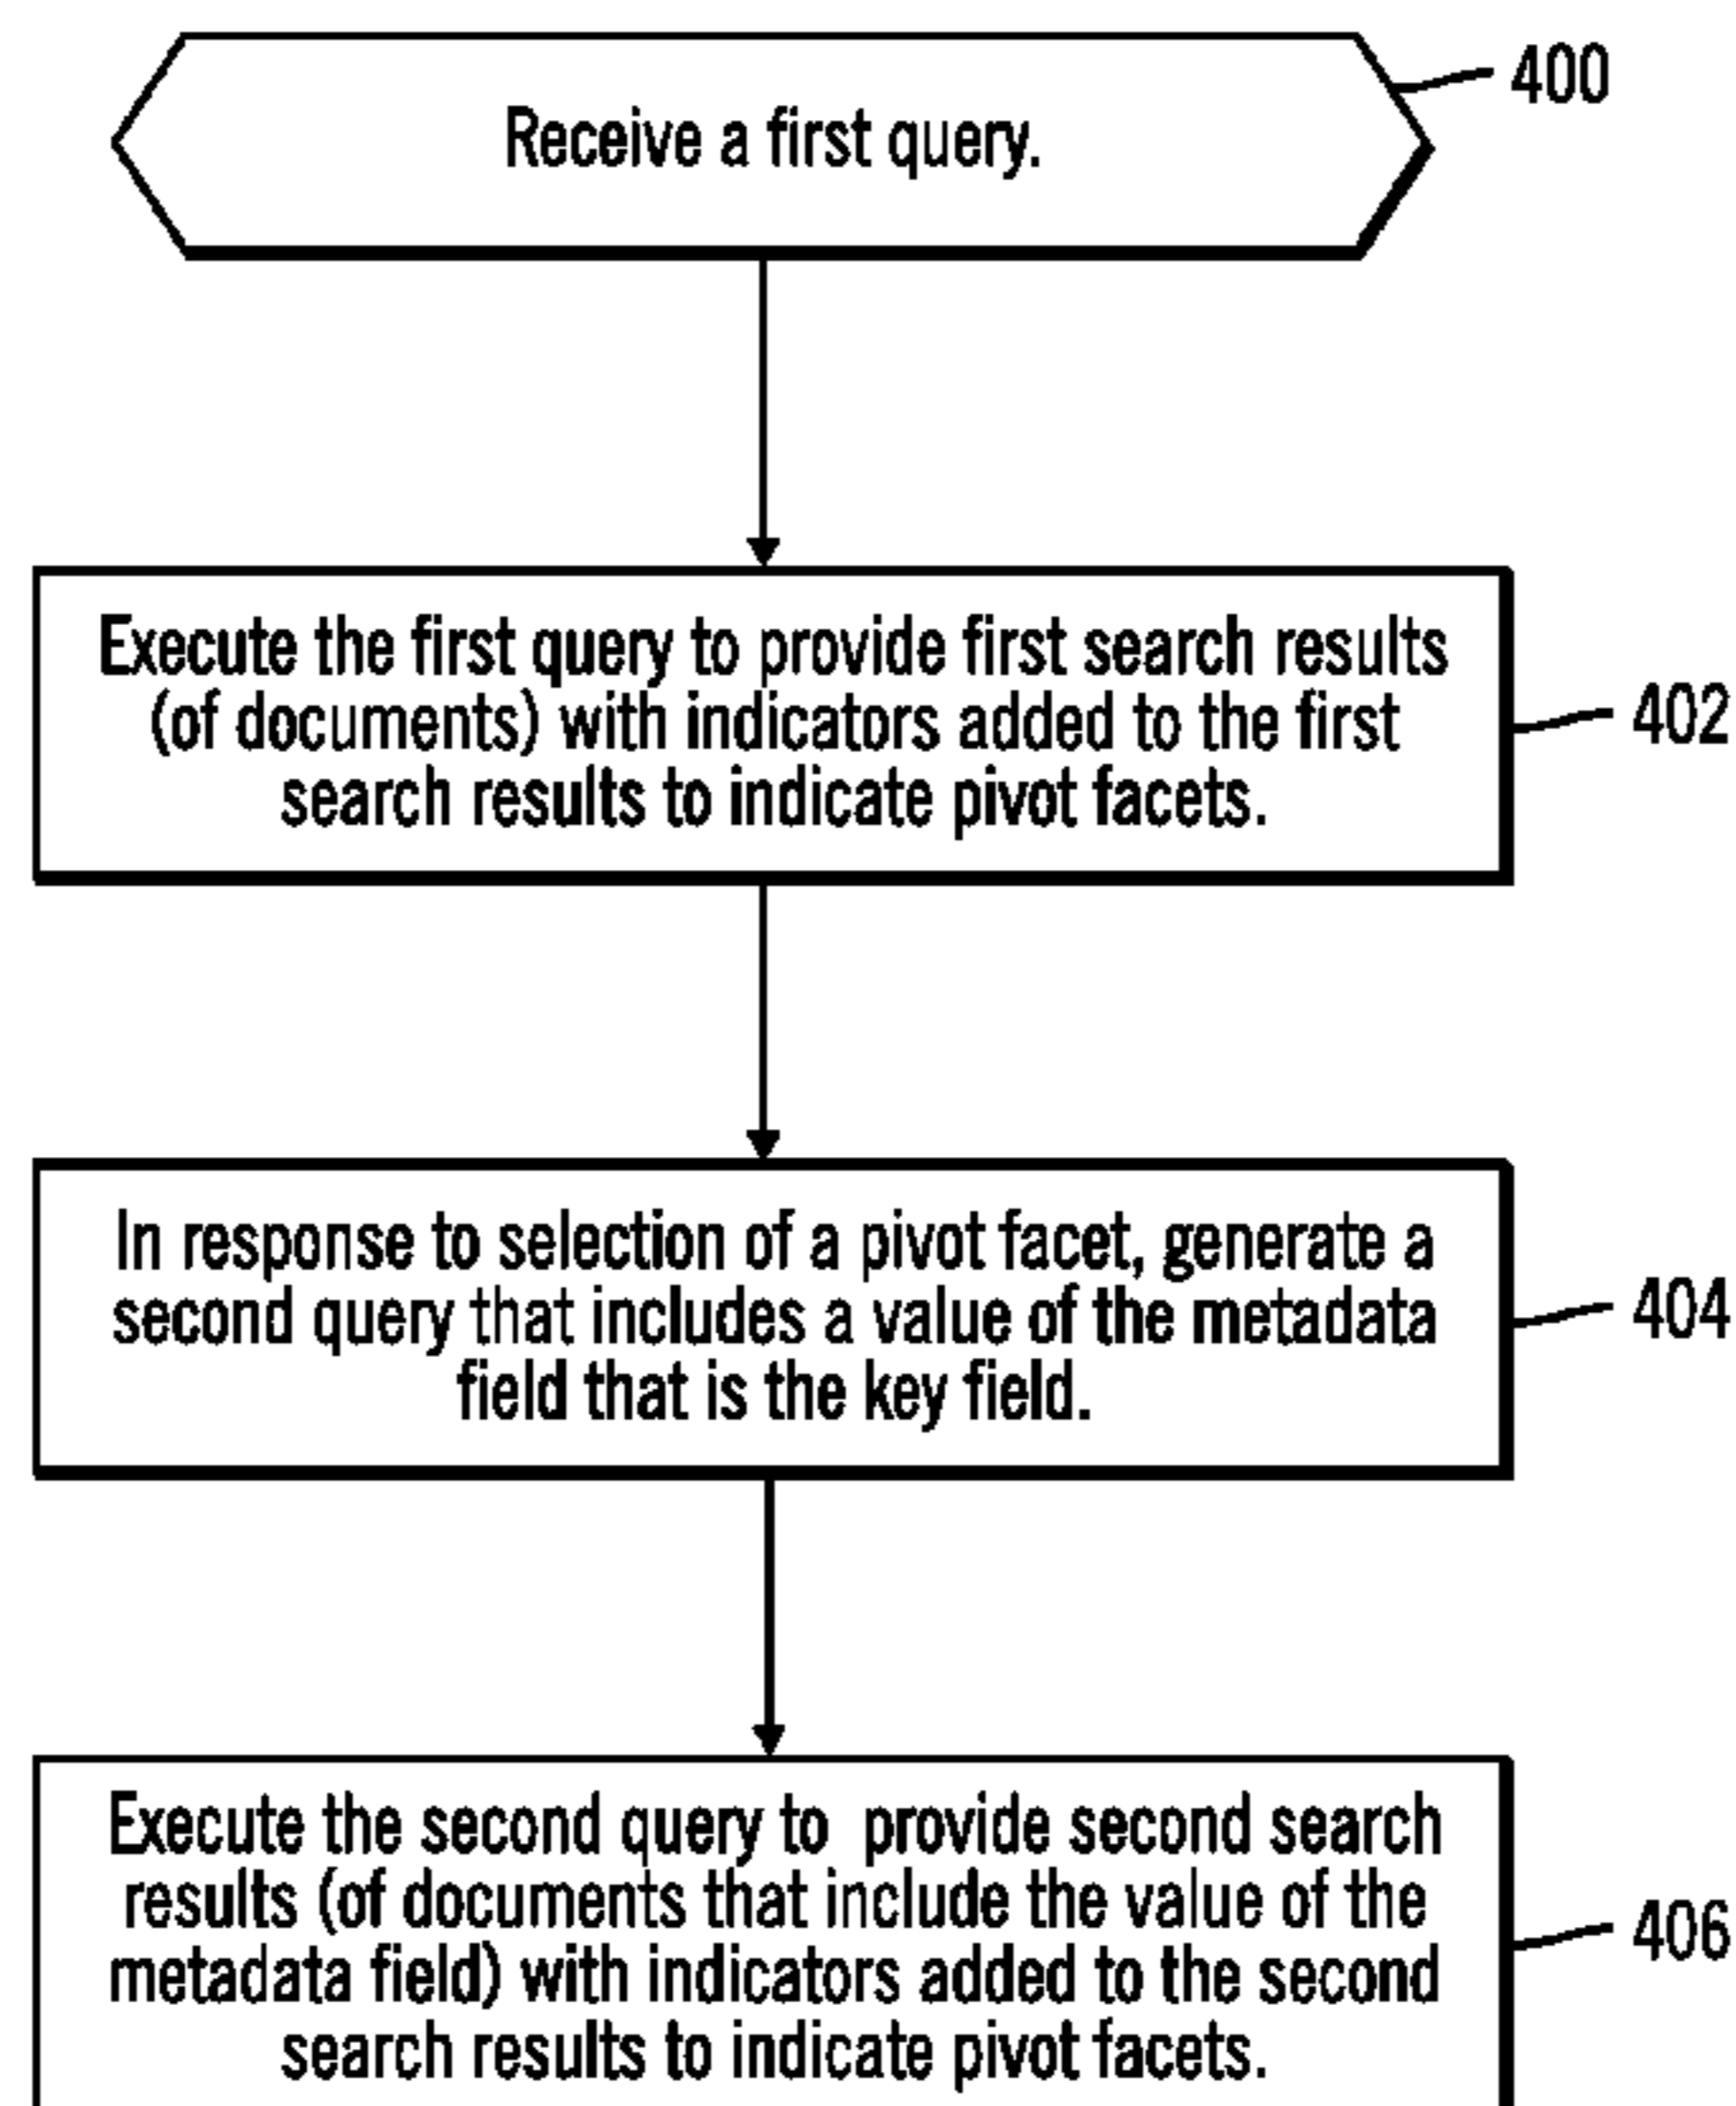 Receive a first query.
400
Execute the first query to provide first search results
(of documents) with indicators added to the first
search results to indicate pivot facets.
402
In response to selection of a pivot facet, generate a
second query that includes a value of the metadata
field that is the key field.
404
Execute the second query to provide second search
results (of documents that include the value of the
metadata field) with indicators added to the second
search results to indicate pivot facets.
406